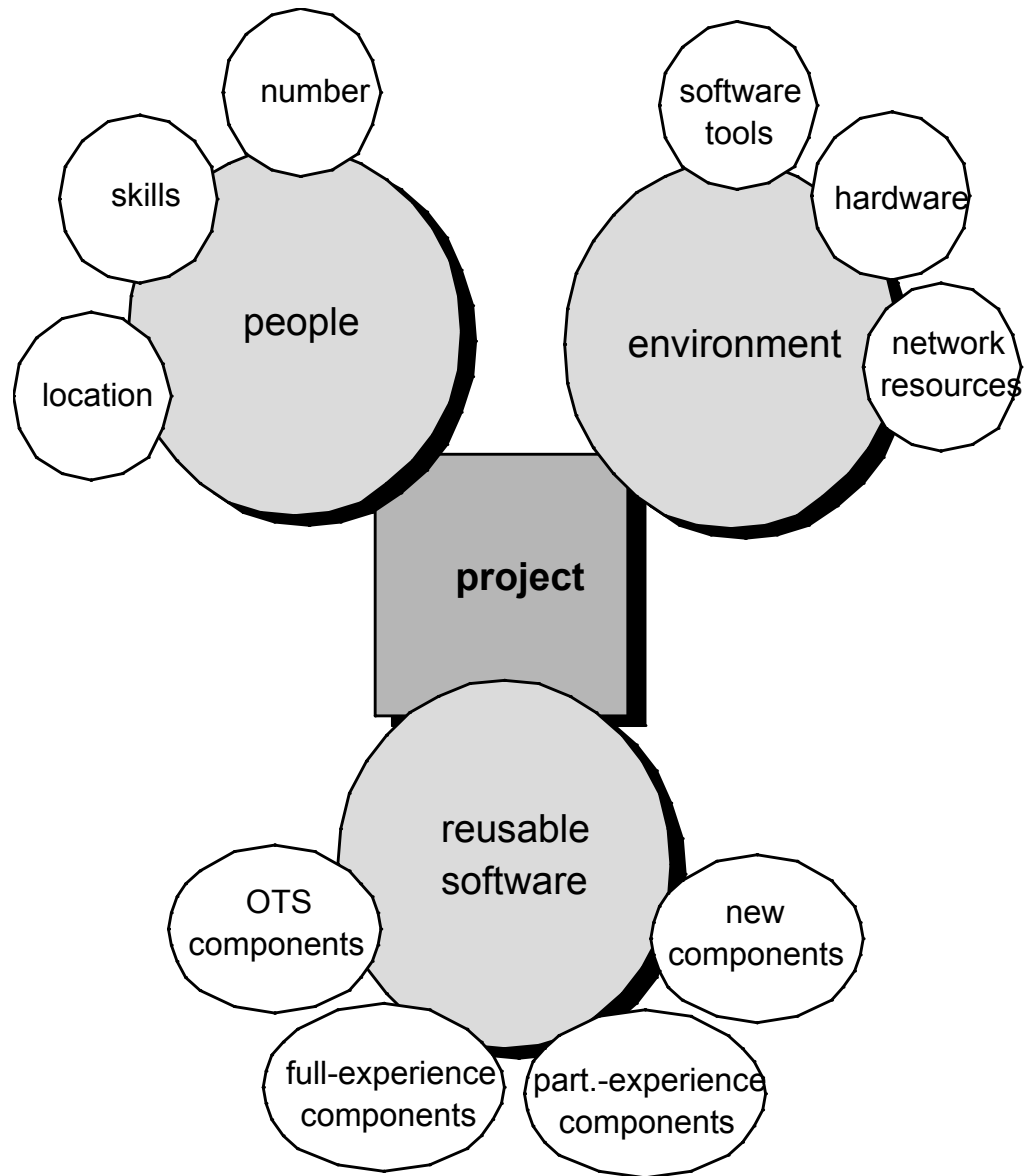 number
skills
people
location
software
tools
hardware
environment
network
resources
project
reusable
software
OTS
components
new
components
full-experience
components
part.-experience
components